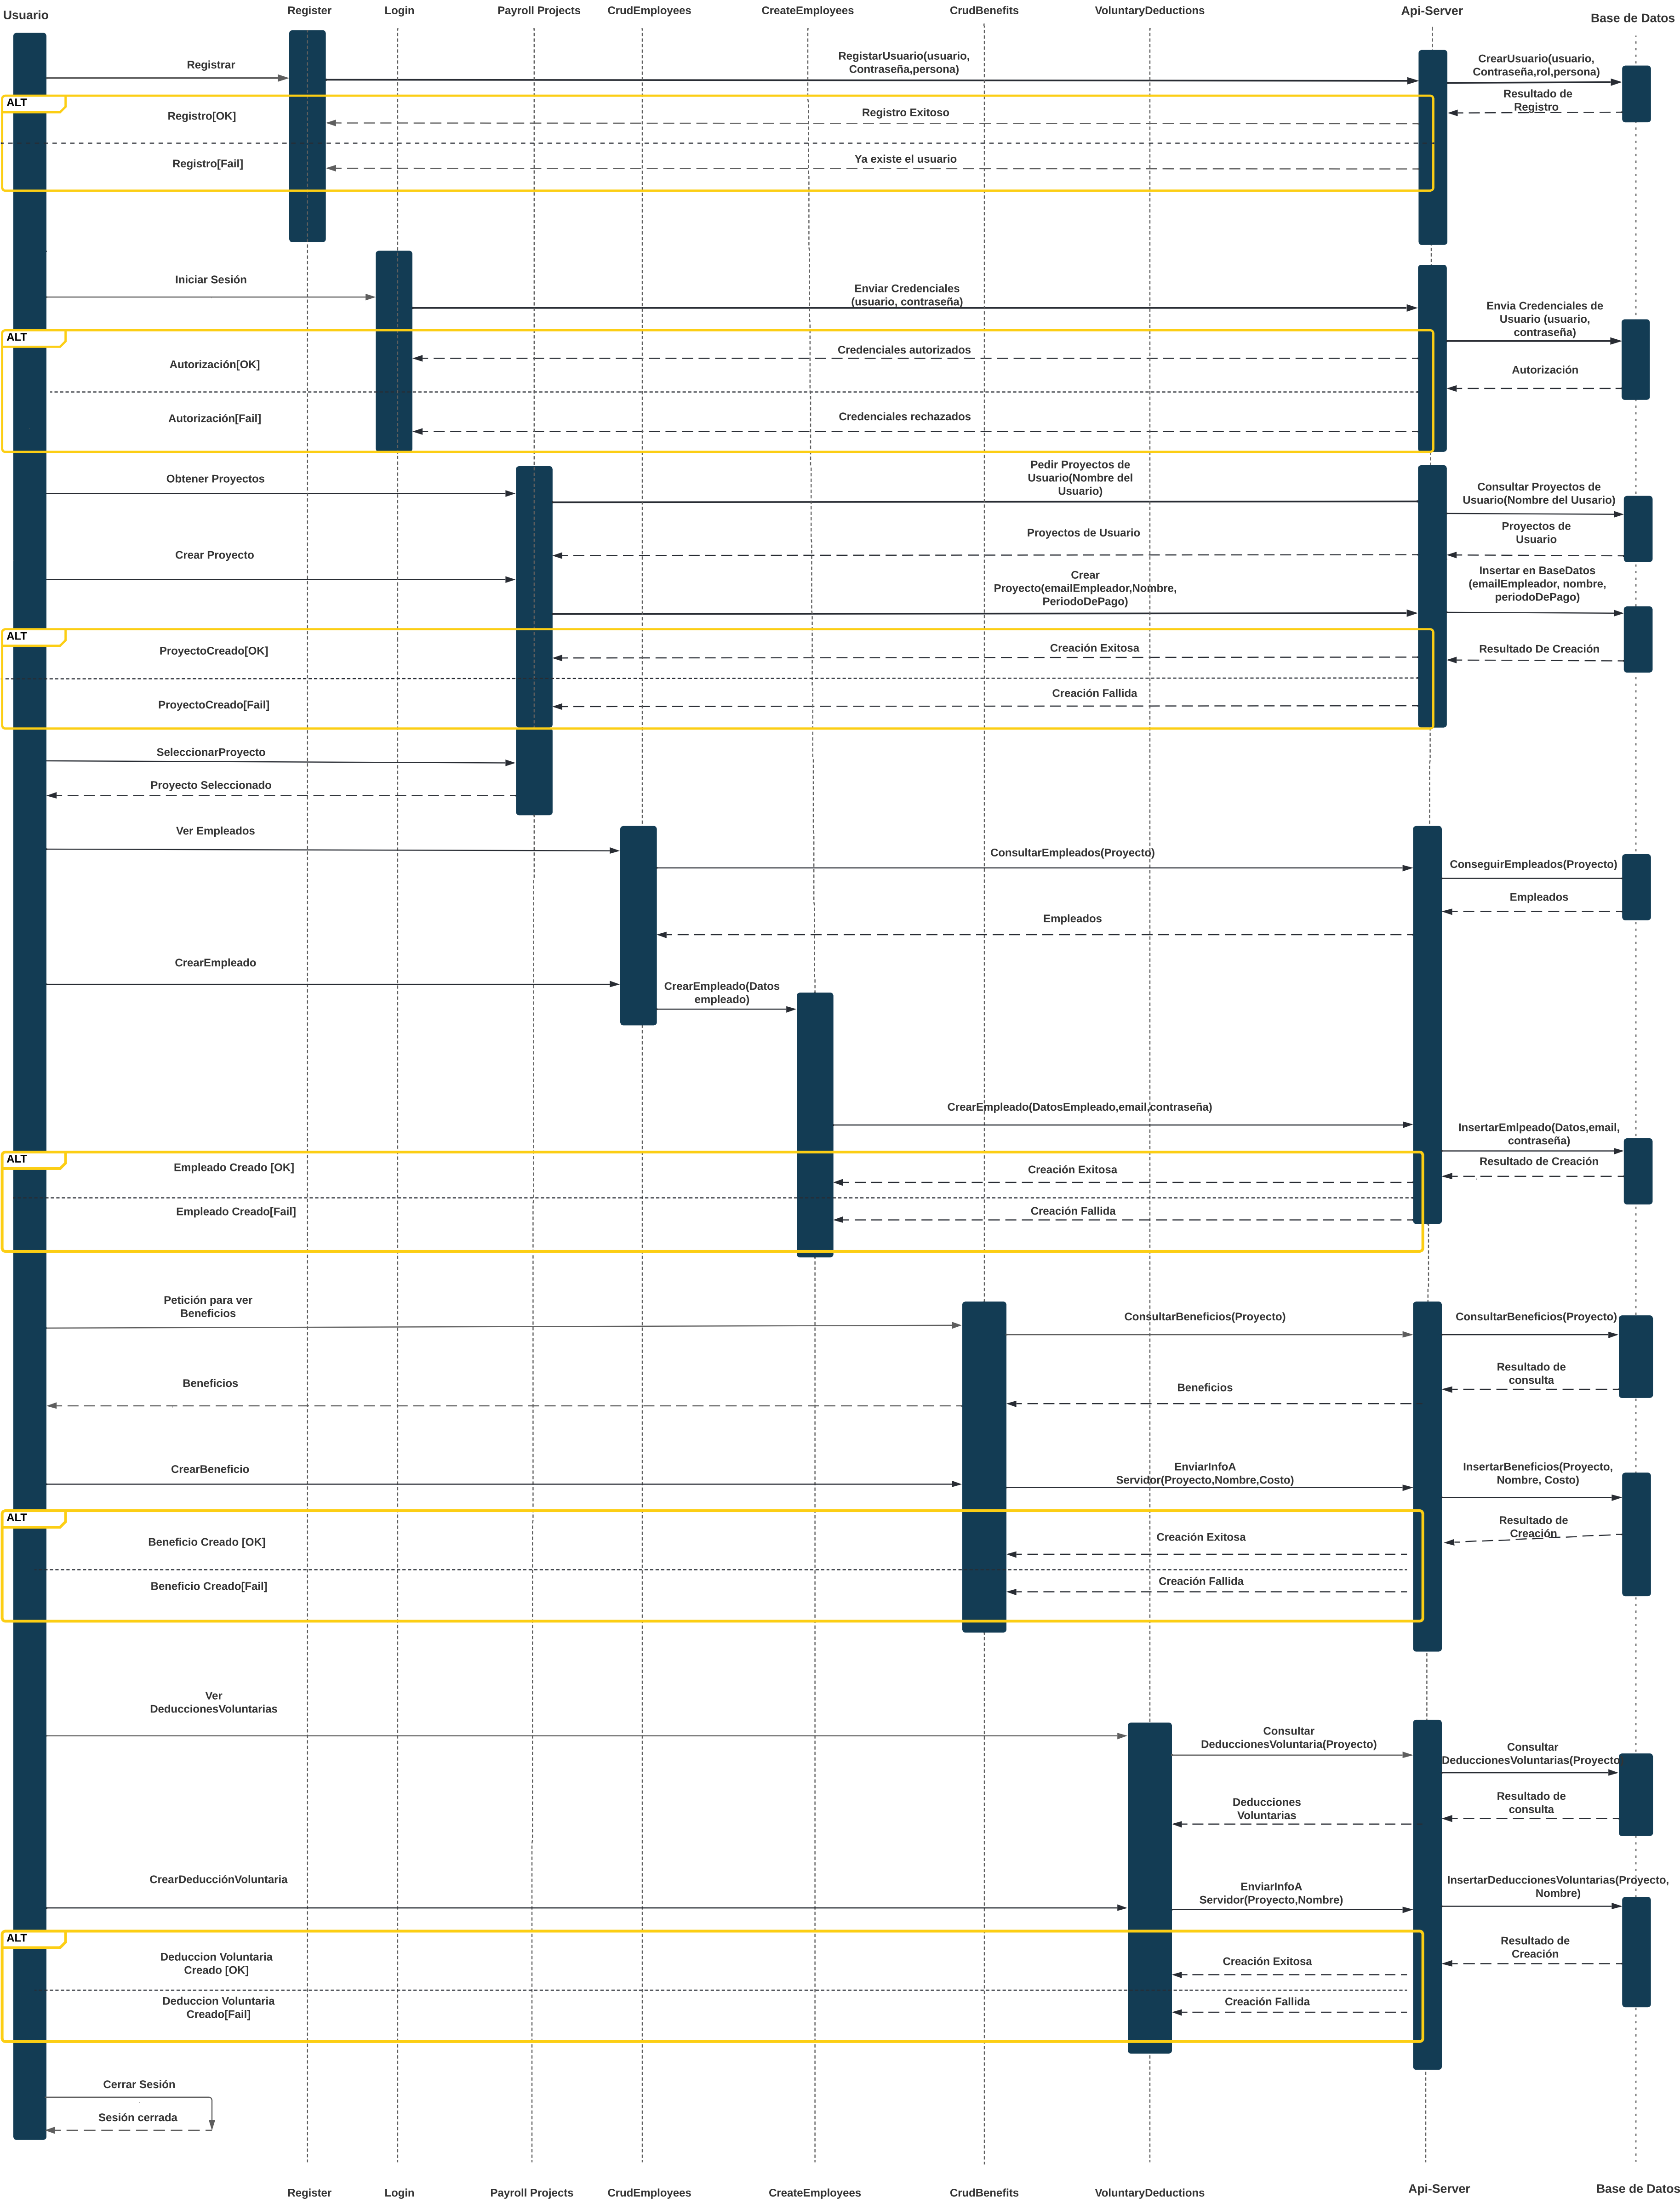 Usuario
Register
Login
Payroll Projects
CrudEmployees
CreateEmployees
CrudBenefits
VoluntaryDeductions
Api-Server
Base de Datos
Registrar
RegistarUsuario(usuario,
Contraseña,persona)
CrearUsuario(usuario,
Contraseña,rol,persona)
Resultado de
Registro
ALT
Registro[OK]
Registro Exitoso
Registro[Fail]
Ya existe el usuario
Iniciar Sesión
Enviar Credenciales
(usuario, contraseña)
Envia Credenciales de
Usuario (usuario,
contraseña)
ALT
Credenciales autorizados
Autorización[OK]
Autorización
Autorización[Fail]
Credenciales rechazados
Obtener Proyectos
Pedir Proyectos de
Usuario(Nombre del
Usuario)
Consultar Proyectos de
Usuario(Nombre del Uusario)
Proyectos de Usuario
Proyectos de
Usuario
Crear Proyecto
Crear
Proyecto(emailEmpleador,Nombre,
PeriodoDePago)
Insertar en BaseDatos
(emailEmpleador, nombre,
periodoDePago)
ALT
ProyectoCreado[OK]
Creación Exitosa
Resultado De Creación
ProyectoCreado[Fail]
Creación Fallida
SeleccionarProyecto
Proyecto Seleccionado
Ver Empleados
ConsultarEmpleados(Proyecto)
ConseguirEmpleados(Proyecto)
Empleados
Empleados
CrearEmpleado
CrearEmpleado(Datos
empleado)
CrearEmpleado(DatosEmpleado,email,contraseña)
InsertarEmlpeado(Datos,email,
contraseña)
ALT
Empleado Creado [OK]
Creación Exitosa
Resultado de Creación
Empleado Creado[Fail]
Creación Fallida
Petición para ver
Beneficios
ConsultarBeneficios(Proyecto)
ConsultarBeneficios(Proyecto)
Resultado de
consulta
Beneficios
Beneficios
CrearBeneficio
EnviarInfoA
Servidor(Proyecto,Nombre,Costo)
InsertarBeneficios(Proyecto,
Nombre, Costo)
ALT
Resultado de
Creación
Beneficio Creado [OK]
Creación Exitosa
Beneficio Creado[Fail]
Creación Fallida
Ver
DeduccionesVoluntarias
Consultar
DeduccionesVoluntaria(Proyecto)
Consultar
DeduccionesVoluntarias(Proyecto
Deducciones
Voluntarias
Resultado de
consulta
CrearDeducciónVoluntaria
EnviarInfoA
Servidor(Proyecto,Nombre)
InsertarDeduccionesVoluntarias(Proyecto,
Nombre)
ALT
Deduccion Voluntaria
Creado [OK]
Creación Exitosa
Resultado de
Creación
Deduccion Voluntaria
Creado[Fail]
Creación Fallida
Cerrar Sesión
Sesión cerrada
Register
Login
Payroll Projects
CrudEmployees
CreateEmployees
CrudBenefits
VoluntaryDeductions
Api-Server
Base de Datos